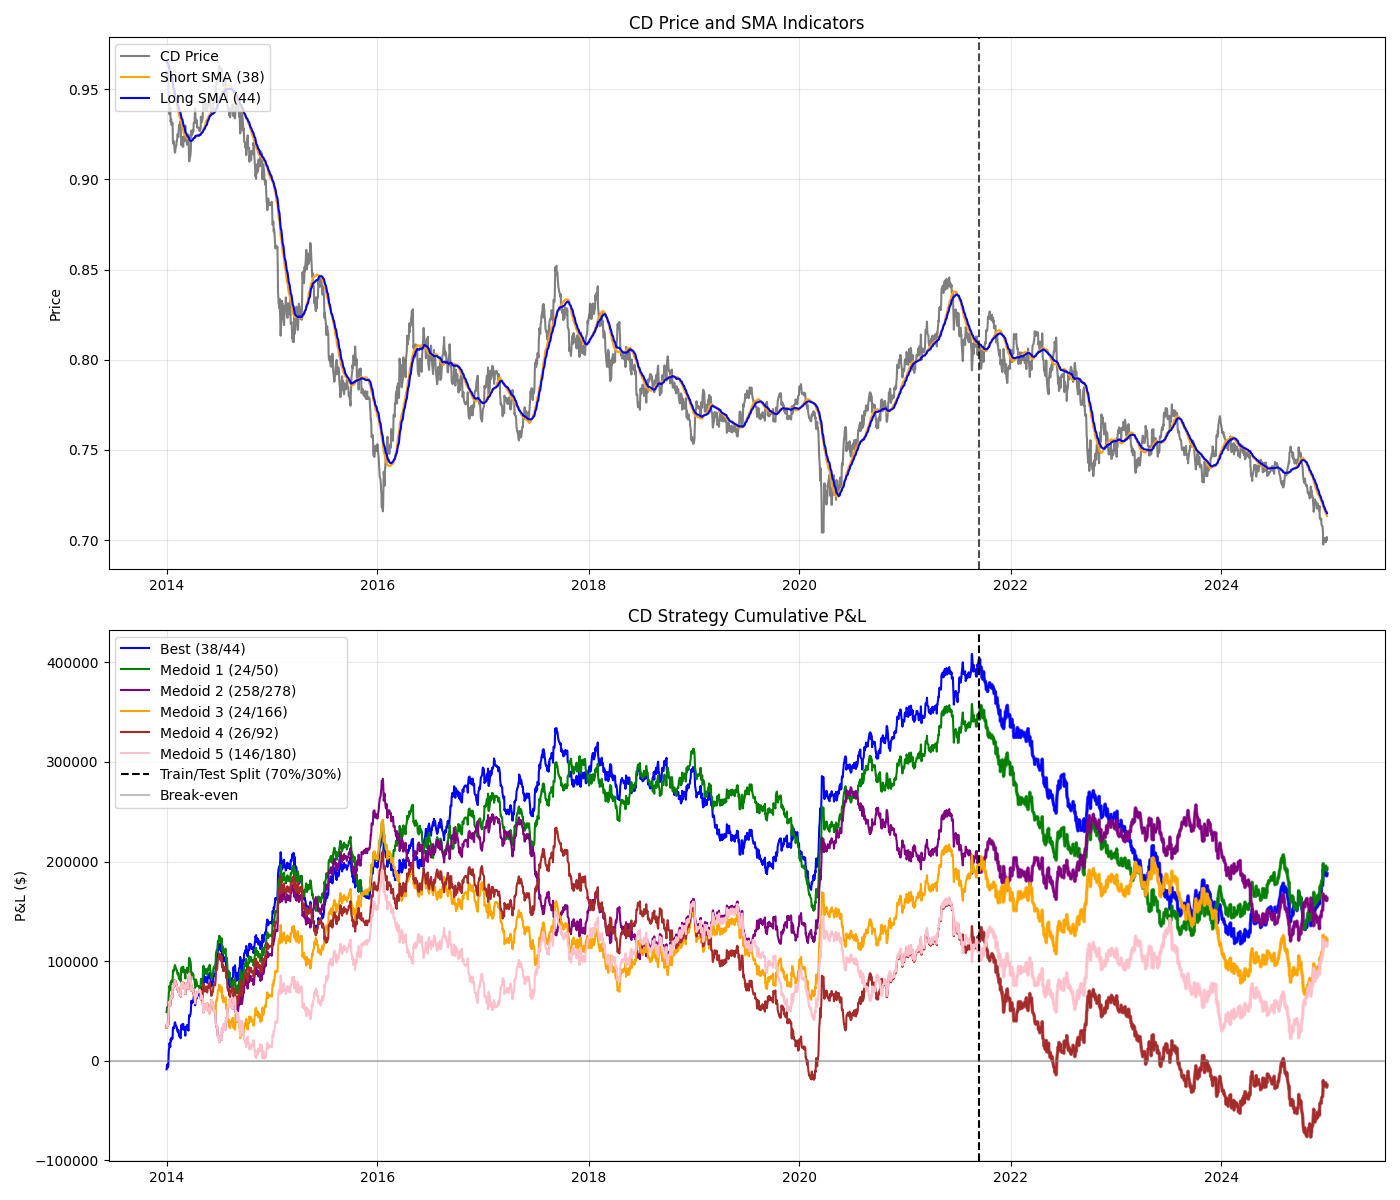 CD Price and SMA Indicators
CD Price
Short SMA (38)
Long SMA (44)
Price
0.95
0.90
0.85
0.80
0.75
0.70
2014 2016 2018 2020 2022 2024
CD Strategy Cumulative P&L
Best (38/44)
Medoid 1 (24/50)
Medoid 2 (258/278)
Medoid 3 (24/166)
Medoid 4 (26/92)
Medoid 5 (146/180)
Train/Test Split (70%/30%)
Break-even
P&L ($)
400000
300000
200000
100000
0
−100000
2014 2016 2018 2020 2022 2024